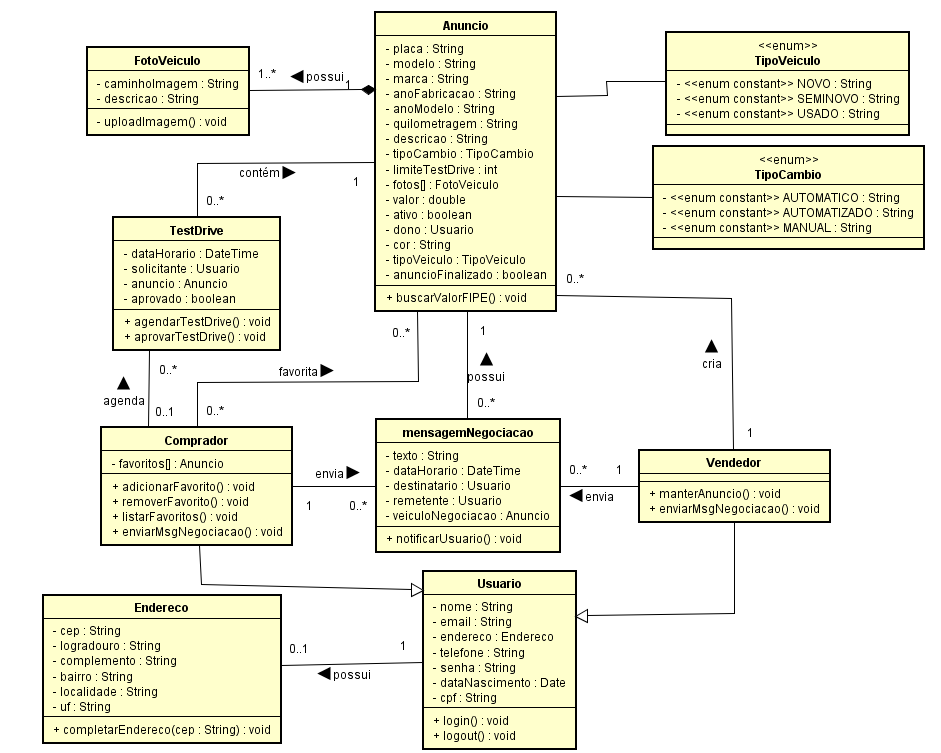 Anuncio
- placa : String
- modelo : String
- marca : String
- anoFabricacao : String
- anoModelo : String
- quilometragem : String
- descricao : String
- tipoCambio : TipoCambio
- limiteTestDrive : int
- fotos[] : FotoVeiculo
- valor : double
- ativo : boolean
- dono : Usuario
- cor : String
- tipoVeiculo : TipoVeiculo
- anuncioFinalizado : boolean
+ buscarValorFIPE() : void
FotoVeiculo
- caminhoImagem : String
- descricao : String
- uploadImagem() : void
1..*
possui
1
<<enum>>
TipoVeiculo
- <<enum constant>> NOVO : String
- <<enum constant>> SEMINOVO : String
- <<enum constant>> USADO : String
<<enum>>
TipoCambio
- <<enum constant>> AUTOMATICO : String
- <<enum constant>> AUTOMATIZADO : String
- <<enum constant>> MANUAL : String
contém
1
0..*
TestDrive
- dataHorario : DateTime
- solicitante : Usuario
- anuncio : Anuncio
- aprovado : boolean
+ agendarTestDrive() : void
+ aprovarTestDrive() : void
0..*
agenda
0..1
0..*
favorita
0..*
1
possui
0..*
0..*
cria
1
Comprador
- favoritos[] : Anuncio
+ adicionarFavorito() : void
+ removerFavorito() : void
+ listarFavoritos() : void
+ enviarMsgNegociacao() : void
envia
1
0..*
mensagemNegociacao
- texto : String
- dataHorario : DateTime
- destinatario : Usuario
- remetente : Usuario
- veiculoNegociacao : Anuncio
+ notificarUsuario() : void
0..*
1
envia
Vendedor
+ manterAnuncio() : void
+ enviarMsgNegociacao() : void
Usuario
- nome : String
- email : String
- endereco : Endereco
- telefone : String
- senha : String
- dataNascimento : Date
- cpf : String
+ login() : void
+ logout() : void
Endereco
- cep : String
- logradouro : String
- complemento : String
- bairro : String
- localidade : String
- uf : String
+ completarEndereco(cep : String) : void
0..1
1
possui